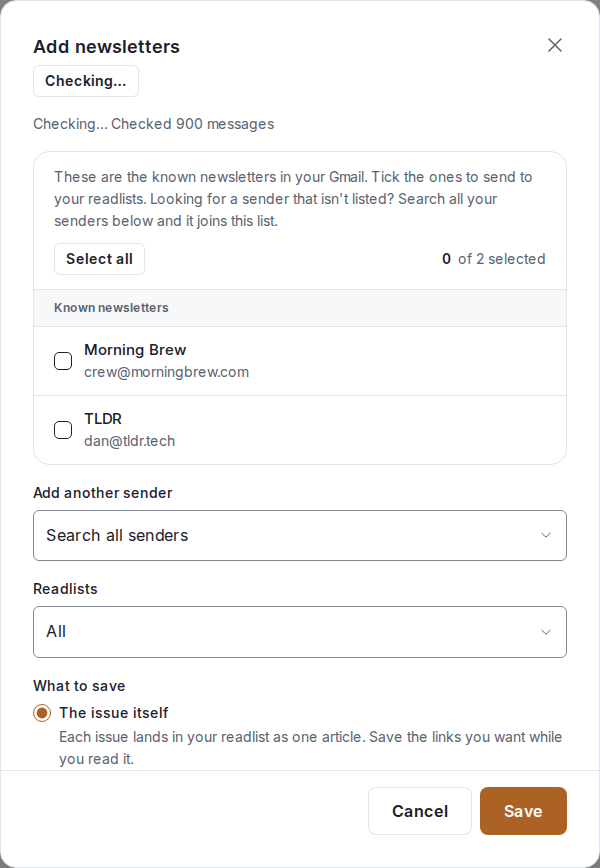 Add newsletters
Checking...
Checking... Checked 900 messages
These are the known newsletters in your Gmail. Tick the ones to send to
your readlists. Looking for a sender that isn't listed? Search all your
senders below and it joins this list.
Select all
0 of 2 selected
Known newsletters
Morning Brew
crew@morningbrew.com
TLDR
dan@tldr.tech
Add another sender
Search all senders
Readlists
All
What to save
The issue itself
Each issue lands in your readlist as one article. Save the links you want while
you read it.
Cancel
Save